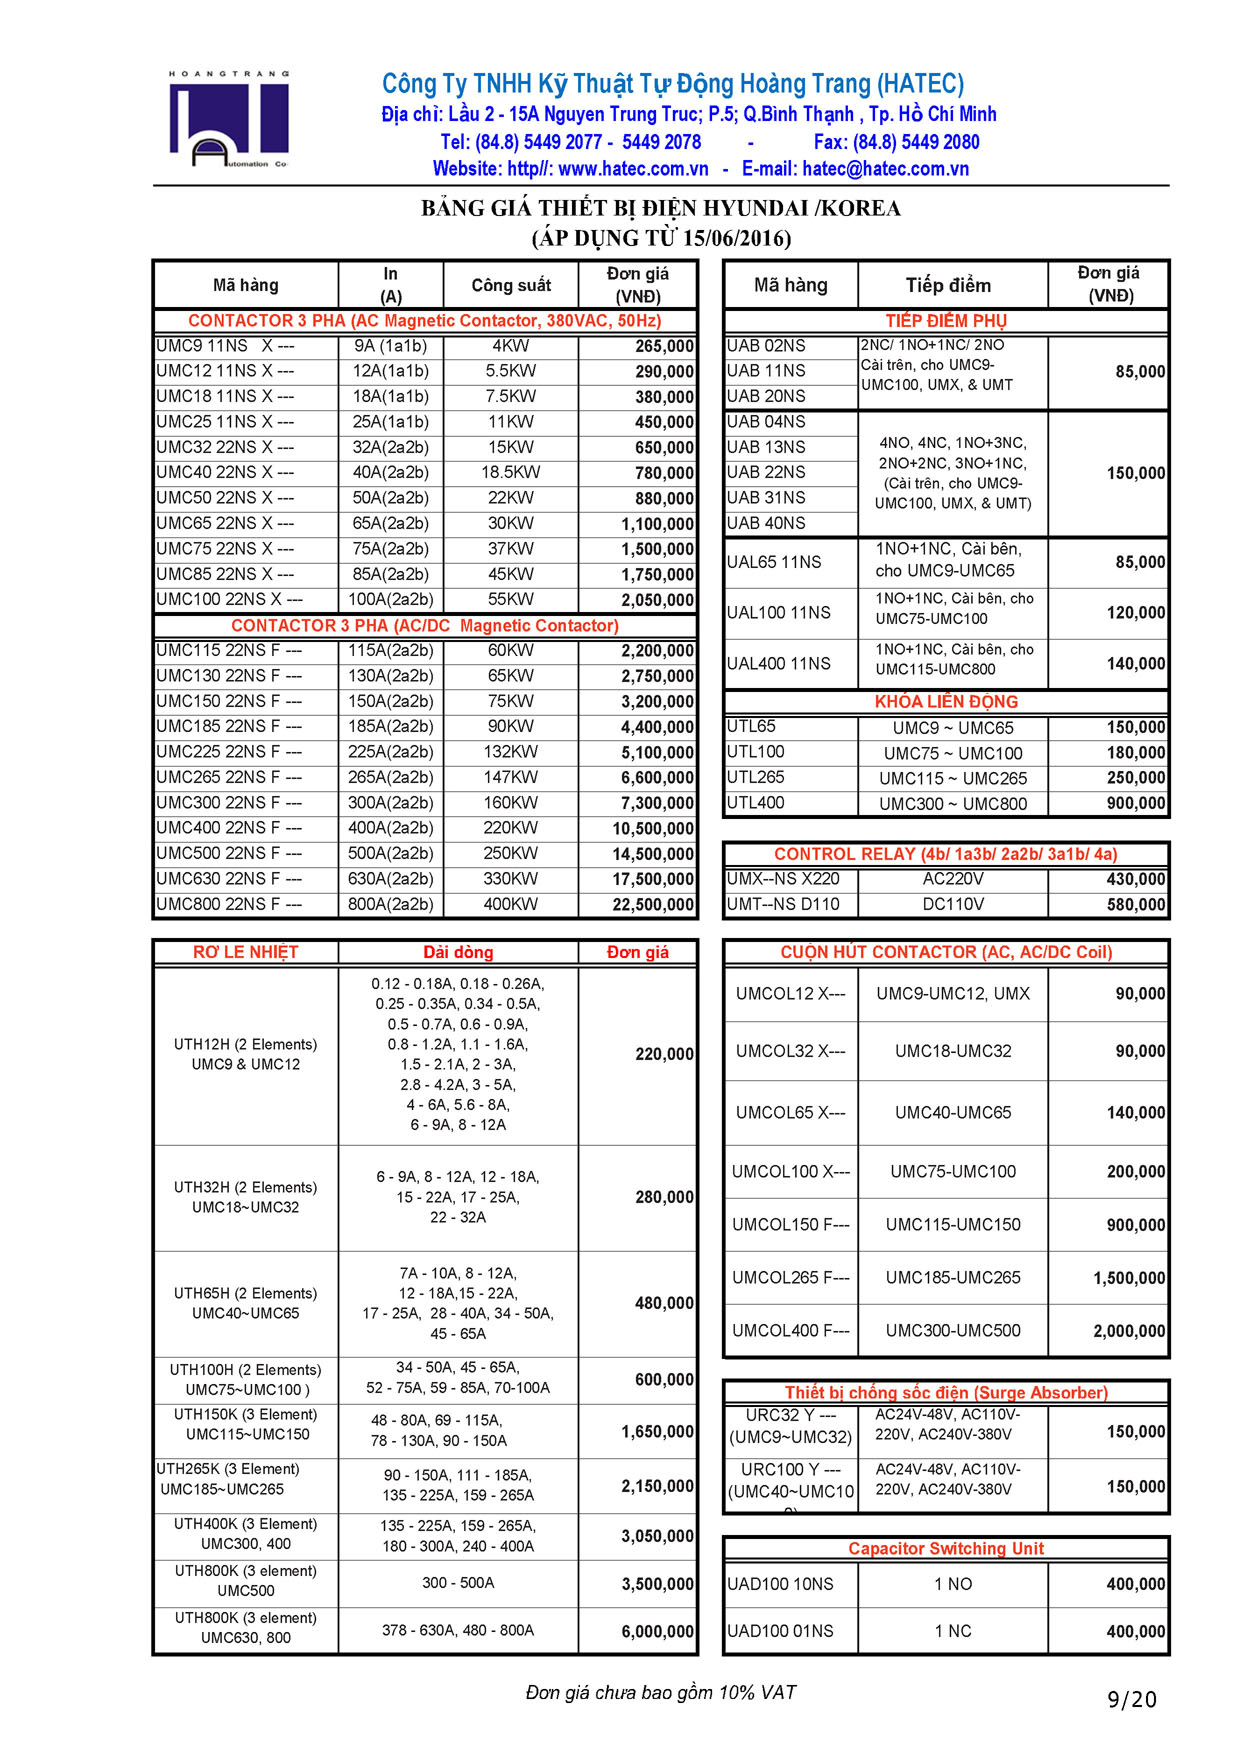 HOANGTRANG
Automation Co
Công Ty TNHH Kỹ Thuật Tự Động Hoàng Trang (HATEC)
Địa chỉ: Lầu 2 - 15A Nguyen Trung Truc; P.5; Q.Bình Thạnh , Tp. Hồ Chí Minh
Tel: (84.8) 5449 2077 - 5449 2078 - Fax: (84.8) 5449 2080
Website: http//: www.hatec.com.vn - E-mail: hatec@hatec.com.vn
BẢNG GIÁ THIẾT BỊ ĐIỆN HYUNDAI /KOREA
(ÁP DỤNG TỪ 15/06/2016)
Mã hàng In (A) Công suất Đơn giá (VNĐ)
CONTACTOR 3 PHA (AC Magnetic Contactor, 380VAC, 50Hz)
UMC9 11NS X --- 9A (1a1b) 4KW 265,000
UMC12 11NS X --- 12A(1a1b) 5.5KW 290,000
UMC18 11NS X --- 18A(1a1b) 7.5KW 380,000
UMC25 11NS X --- 25A(1a1b) 11KW 450,000
UMC32 22NS X --- 32A(2a2b) 15KW 650,000
UMC40 22NS X --- 40A(2a2b) 18.5KW 780,000
UMC50 22NS X --- 50A(2a2b) 22KW 880,000
UMC65 22NS X --- 65A(2a2b) 30KW 1,100,000
UMC75 22NS X --- 75A(2a2b) 37KW 1,500,000
UMC85 22NS X --- 85A(2a2b) 45KW 1,750,000
UMC100 22NS X --- 100A(2a2b) 55KW 2,050,000
CONTACTOR 3 PHA (AC/DC Magnetic Contactor)
UMC115 22NS F --- 115A(2a2b) 60KW 2,200,000
UMC130 22NS F --- 130A(2a2b) 65KW 2,750,000
UMC150 22NS F --- 150A(2a2b) 75KW 3,200,000
UMC185 22NS F --- 185A(2a2b) 90KW 4,400,000
UMC225 22NS F --- 225A(2a2b) 132KW 5,100,000
UMC265 22NS F --- 265A(2a2b) 147KW 6,600,000
UMC300 22NS F --- 300A(2a2b) 160KW 7,300,000
UMC400 22NS F --- 400A(2a2b) 220KW 10,500,000
UMC500 22NS F --- 500A(2a2b) 250KW 14,500,000
UMC630 22NS F --- 630A(2a2b) 330KW 17,500,000
UMC800 22NS F --- 800A(2a2b) 400KW 22,500,000
RƠ LE NHIỆT Dải dòng Đơn giá
0.12 - 0.18A, 0.18 - 0.26A,
0.25 - 0.35A, 0.34 - 0.5A,
0.5 - 0.7A, 0.6 - 0.9A,
UTH12H (2 Elements) 0.8 - 1.2A, 1.1 - 1.6A, 220,000
UMC9 & UMC12 1.5 - 2.1A, 2 - 3A,
2.8 - 4.2A, 3 - 5A,
4 - 6A, 5.6 - 8A,
6 - 9A, 8 - 12A
6 - 9A, 8 - 12A, 12 - 18A,
UTH32H (2 Elements) 15 - 22A, 17 - 25A, 280,000
UMC18~UMC32 22 - 32A
7A - 10A, 8 - 12A,
UTH65H (2 Elements) 12 - 18A,15 - 22A, 480,000
UMC40~UMC65 17 - 25A, 28 - 40A, 34 - 50A,
45 - 65A
UTH100H (2 Elements) 34 - 50A, 45 - 65A, 600,000
UMC75~UMC100 ) 52 - 75A, 59 - 85A, 70-100A
UTH150K (3 Element) 48 - 80A, 69 - 115A, 1,650,000
UMC115~UMC150 78 - 130A, 90 - 150A
UTH265K (3 Element) 90 - 150A, 111 - 185A, 2,150,000
UMC185~UMC265 135 - 225A, 159 - 265A
UTH400K (3 Element) 135 - 225A, 159 - 265A, 3,050,000
UMC300, 400 180 - 300A, 240 - 400A
UTH800K (3 element) 300 - 500A 3,500,000
UMC500
UTH800K (3 element) 378 - 630A, 480 - 800A 6,000,000
UMC630, 800
Mã hàng Tiếp điểm Đơn giá (VNĐ)
TIẾP ĐIỂM PHỤ
UAB 02NS 2NC/ 1NO+1NC/ 2NO
UAB 11NS Cài trên, cho UMC9- 85,000
UAB 20NS UMC100, UMX, & UMT
UAB 04NS
UAB 13NS 4NO, 4NC, 1NO+3NC,
UAB 22NS 2NO+2NC, 3NO+1NC, 150,000
UAB 31NS (Cài trên, cho UMC9-
UAB 40NS UMC100, UMX, & UMT)
UAL65 11NS 1NO+1NC, Cài bên, 85,000
cho UMC9-UMC65
UAL100 11NS 1NO+1NC, Cài bên, cho 120,000
UMC75-UMC100
UAL400 11NS 1NO+1NC, Cài bên, cho 140,000
UMC115-UMC800
KHÓA LIÊN ĐỘNG
UTL65 UMC9 ~ UMC65 150,000
UTL100 UMC75 ~ UMC100 180,000
UTL265 UMC115 ~ UMC265 250,000
UTL400 UMC300 ~ UMC800 900,000
CONTROL RELAY (4b/ 1a3b/ 2a2b/ 3a1b/ 4a)
UMX--NS X220 AC220V 430,000
UMT--NS D110 DC110V 580,000
CUỘN HÚT CONTACTOR (AC, AC/DC Coil)
UMCOL12 X--- UMC9-UMC12, UMX 90,000
UMCOL32 X--- UMC18-UMC32 90,000
UMCOL65 X--- UMC40-UMC65 140,000
UMCOL100 X--- UMC75-UMC100 200,000
UMCOL150 F--- UMC115-UMC150 900,000
UMCOL265 F--- UMC185-UMC265 1,500,000
UMCOL400 F--- UMC300-UMC500 2,000,000
Thiết bị chống sốc điện (Surge Absorber)
URC32 Y --- AC24V-48V, AC110V- 150,000
(UMC9~UMC32) 220V, AC240V-380V
URC100 Y --- AC24V-48V, AC110V- 150,000
(UMC40~UMC10 220V, AC240V-380V
Capacitor Switching Unit
UAD100 10NS 1 NO 400,000
UAD100 01NS 1 NC 400,000
Đơn giá chưa bao gồm 10% VAT
9/20